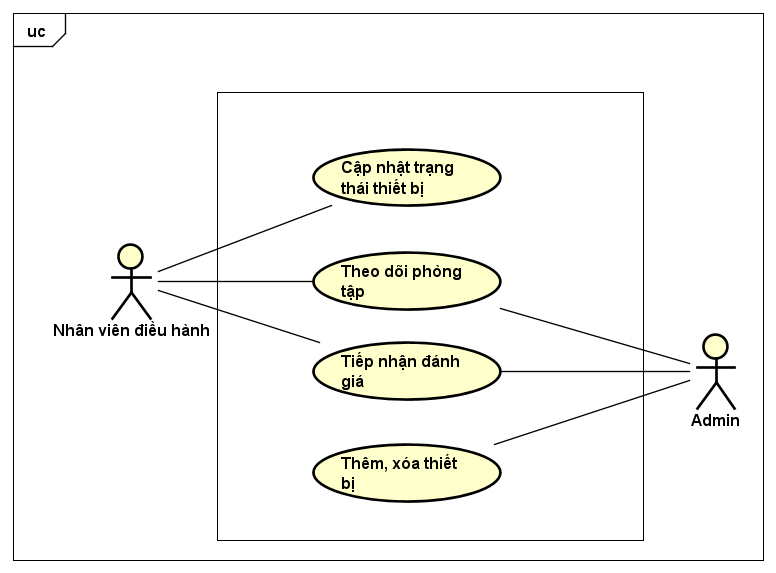 uc
Cập nhật trạng
thái thiết bị
Theo dõi phòng
tập
Nhân viên điều hành
Tiếp nhận đánh
giá
Admin
Thêm, xóa thiết
bị